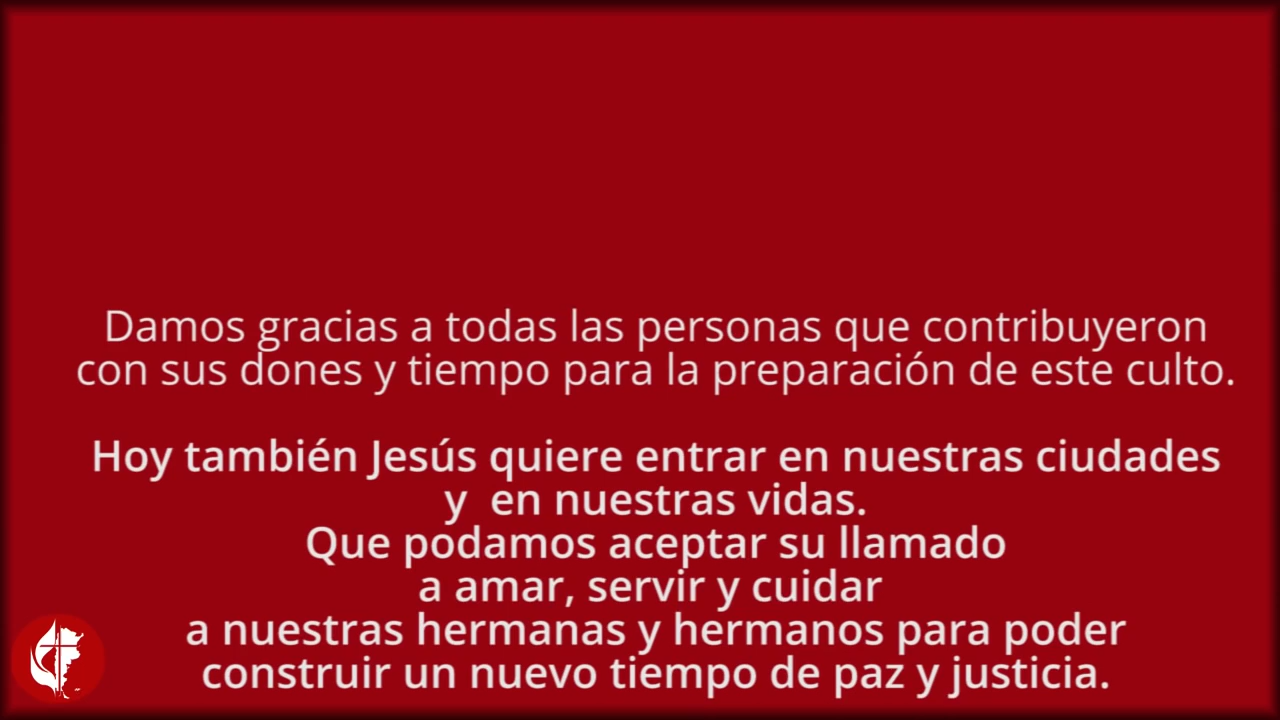 Damos gracias a todas las personas que contribuyeron
con sus dones y tiempo para la preparación de este culto.
Hoy también Jesús quiere entrar en nuestras ciudades
y  en nuestras vidas.
Que podamos aceptar su llamado
a amar, servir y cuidar
a nuestras hermanas y hermanos para poder
construir un nuevo tiempo de paz y justicia.